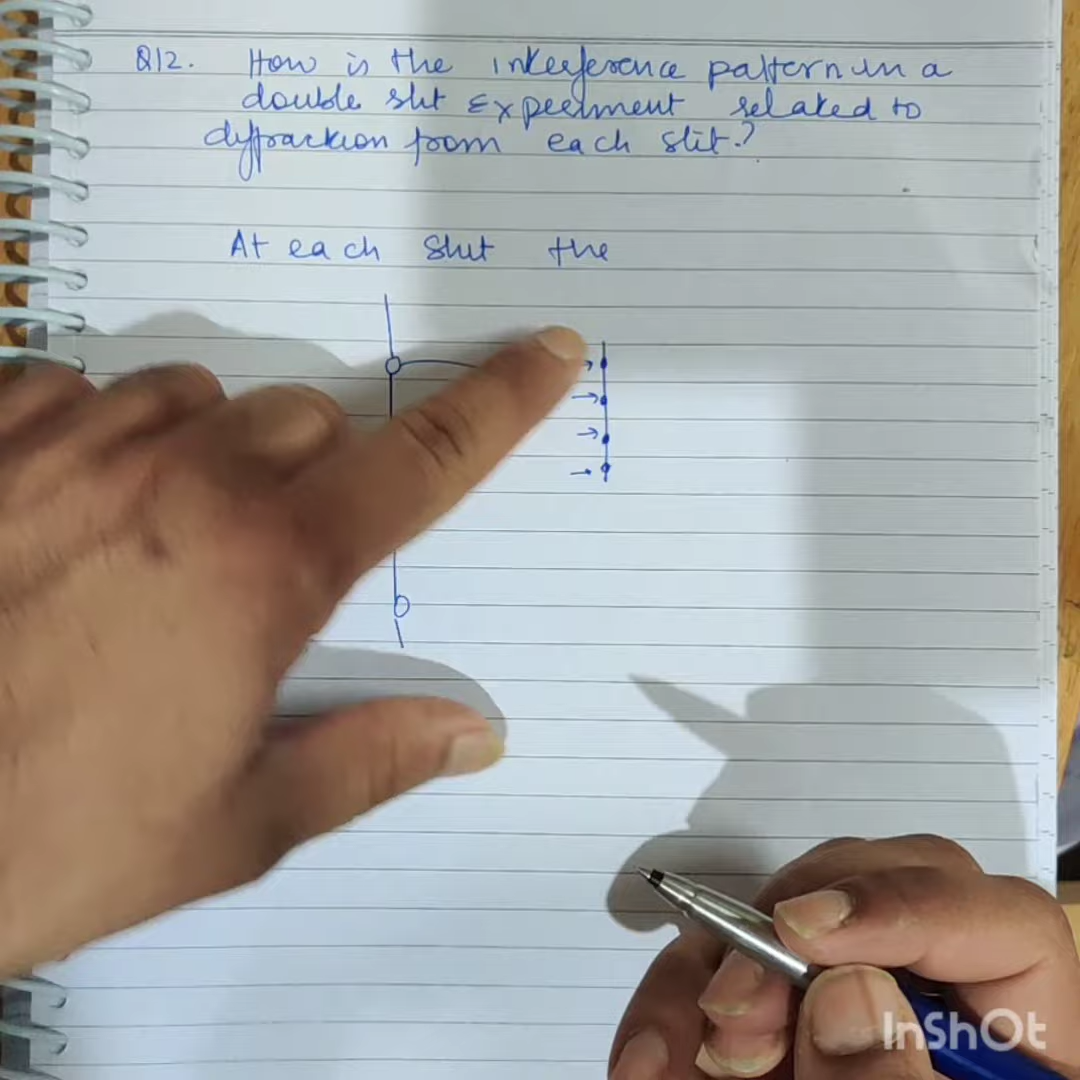 Q12. How is the interference pattern in a
double slit Experiment related to
diffraction from each slit?
At each slit the
InShOt